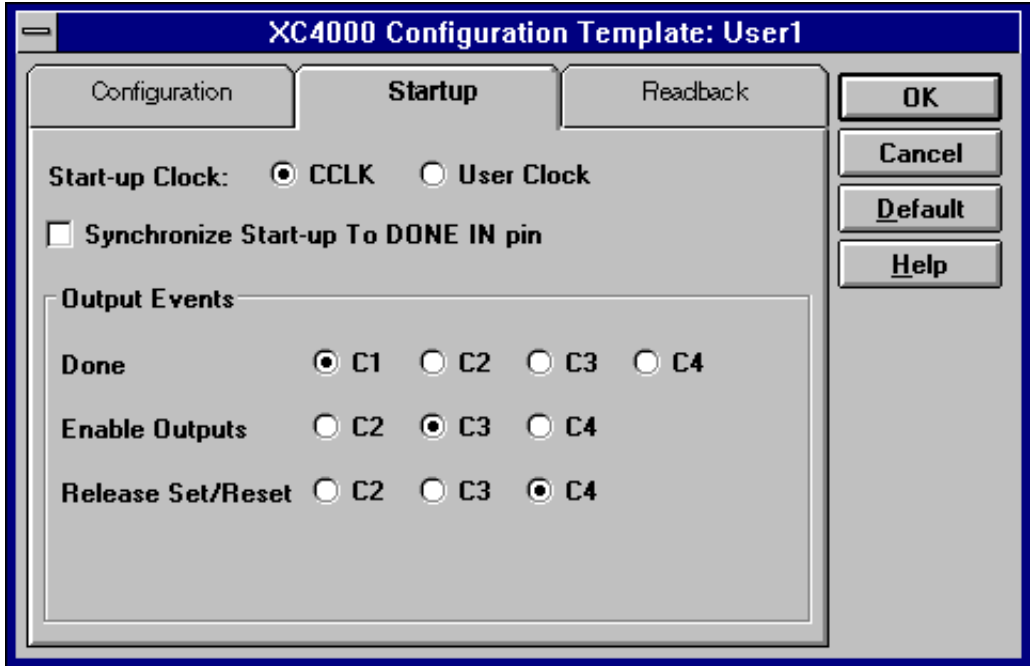 XC4000 Configuration Template: User1
Configuration Startup Readback
OK
Cancel
Default
Help
Start-up Clock: CCLK User Clock
Synchronize Start-up To DONE IN pin
Output Events
Done C1 C2 C3 C4
Enable Outputs C2 C3 C4
Release Set/Reset C2 C3 C4